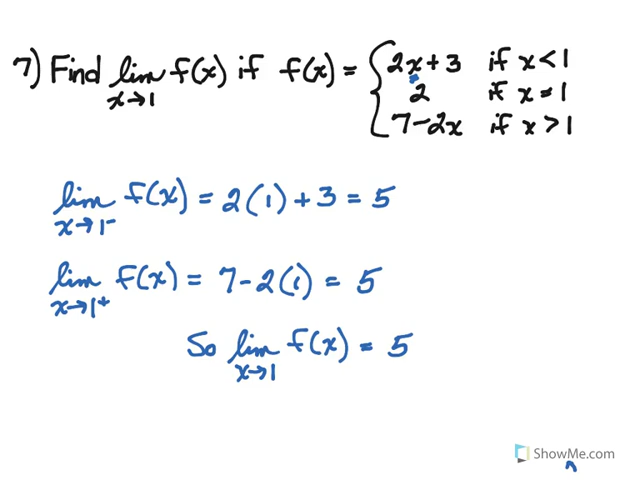 7) Find lim x→1 f(x) if f(x) = { 2x + 3 if x < 1
2 if x = 1
7 - 2x if x > 1
lim x→1⁻ f(x) = 2(1) + 3 = 5
lim x→1⁺ f(x) = 7 - 2(1) = 5
So lim x→1 f(x) = 5
ShowMe.com